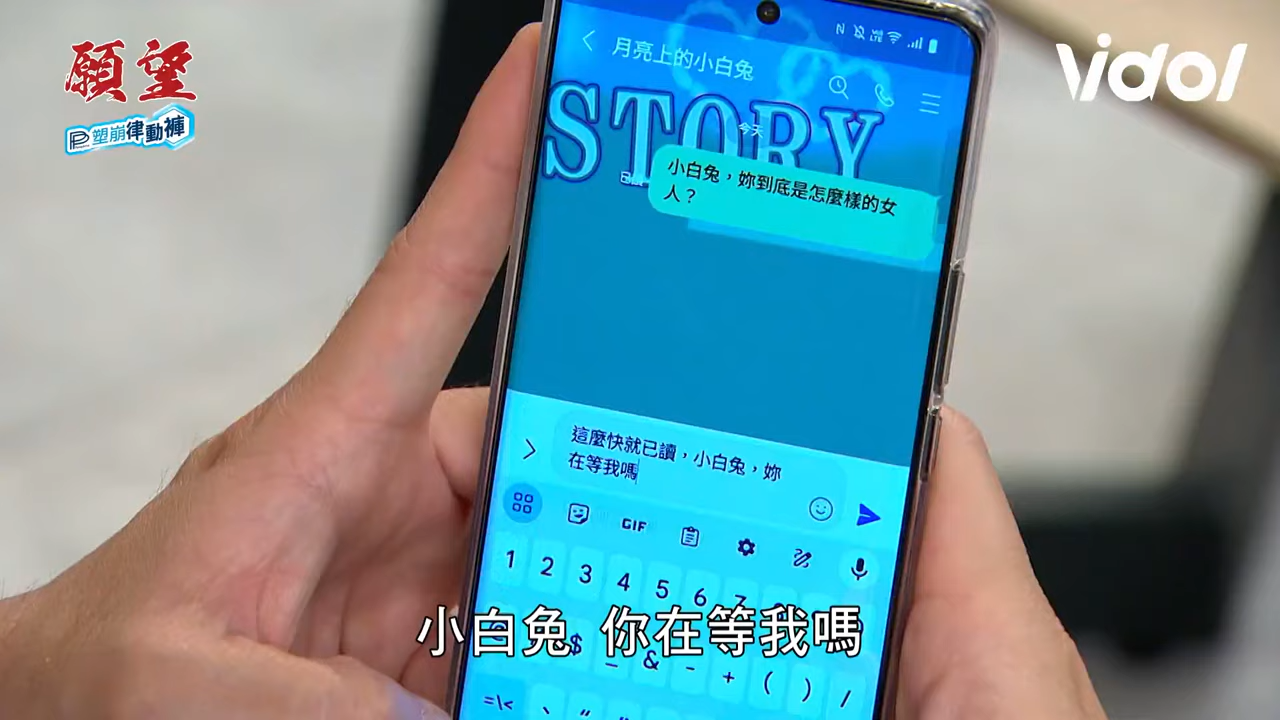 願望
塑崩律動褲
Vidol
月亮上的小白兔
STORY
今天
已讀
小白兔,妳到底是怎麼樣的女
人?
這麼快就已讀,小白兔,妳
在等我嗎
GIF
1 2 3 4 5 6 7
$ _ & - + ( ) /
=\<
小白兔 你在等我嗎